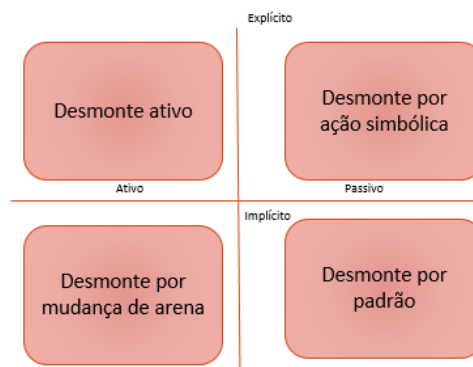 Explícito
Desmonte ativo
Desmonte por
ação simbólica
Ativo
Passivo
Implícito
Desmonte por
mudança de arena
Desmonte por
padrão